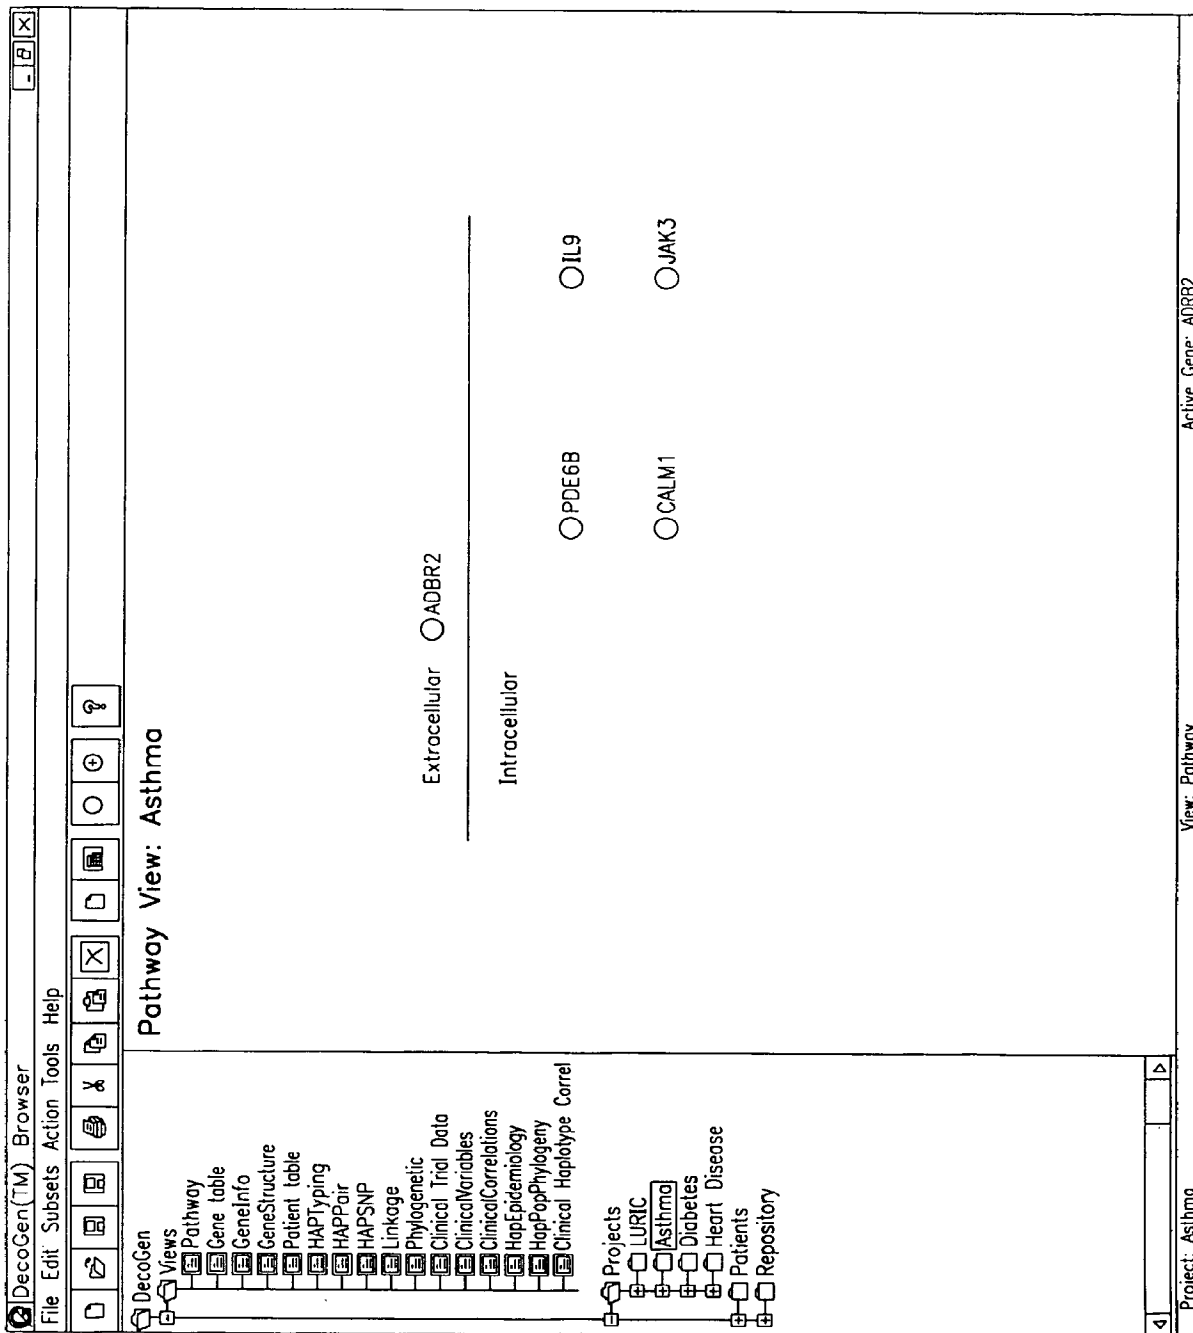 DecoGen(TM) Browser
File Edit Subsets Action Tools Help
DecoGen
Views
Pathway
Gene table
GeneInfo
GeneStructure
Patient table
HAPTyping
HAPPair
HAPSNP
Linkage
Phylogenetic
Clinical Trial Data
ClinicalVariables
ClinicalCorrelations
HapEpidemiology
HapPopPhylogeny
Clinical Haplotype Correl
Projects
LURIC
Asthma
Diabetes
Heart Disease
Patients
Repository
Pathway View: Asthma
Extracellular ADBR2
Intracellular
PDE6B IL9
CALM1 JAK3
Project: Asthma View: Pathway Active Gene: ADRB2